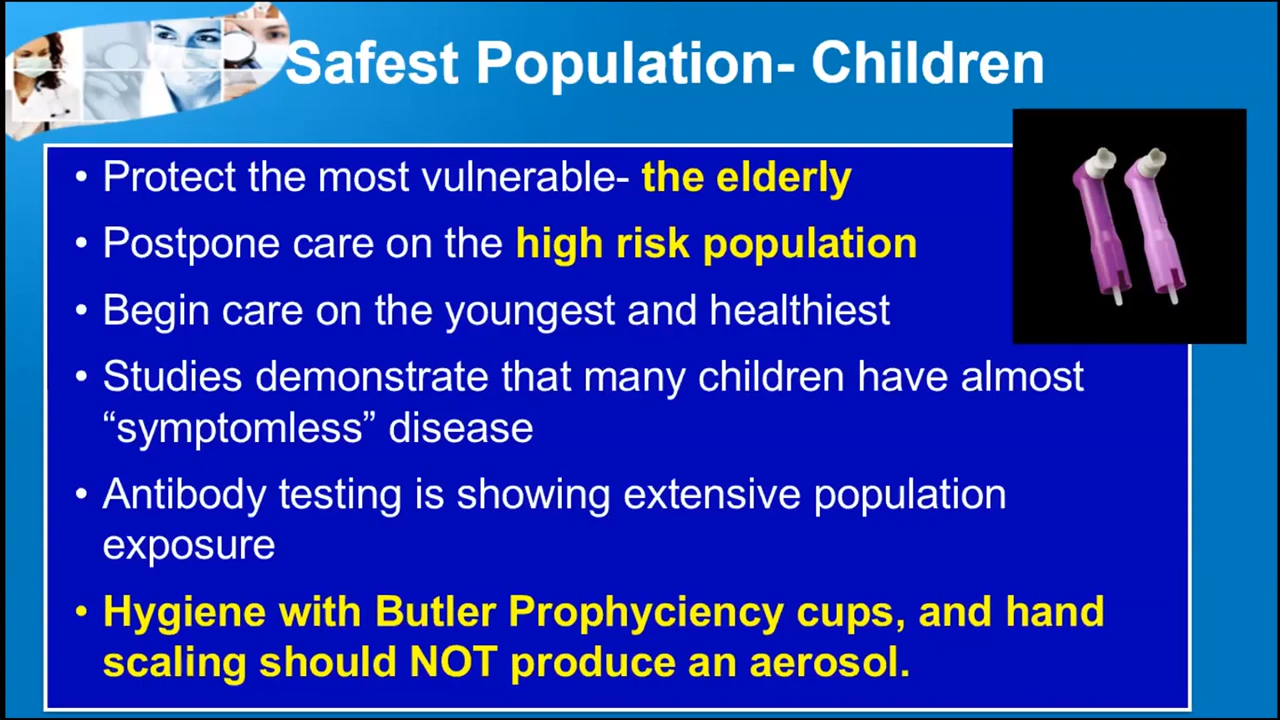 Safest Population- Children
• Protect the most vulnerable- the elderly
• Postpone care on the high risk population
• Begin care on the youngest and healthiest
• Studies demonstrate that many children have almost
“symptomless” disease
• Antibody testing is showing extensive population
exposure
• Hygiene with Butler Prophyciency cups, and hand
scaling should NOT produce an aerosol.